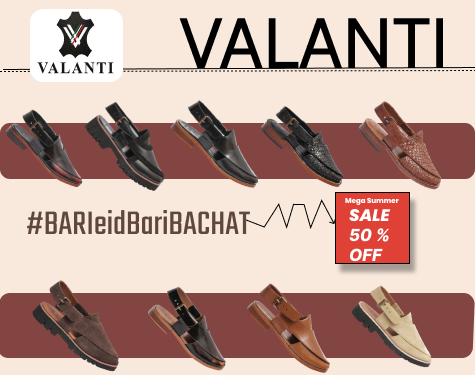 VALANTI
VALANTI
#BARIeidBariBACHAT
Mega Summer
SALE
50 %
OFF